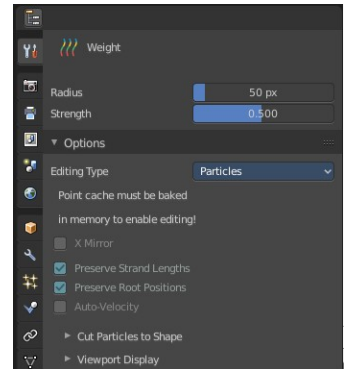 Weight
Radius 50 px
Strength 0.500
Options
Editing Type Particles
Point cache must be baked
in memory to enable editing!
X Mirror
Preserve Strand Lengths
Preserve Root Positions
Auto-Velocity
Cut Particles to Shape
Viewport Display